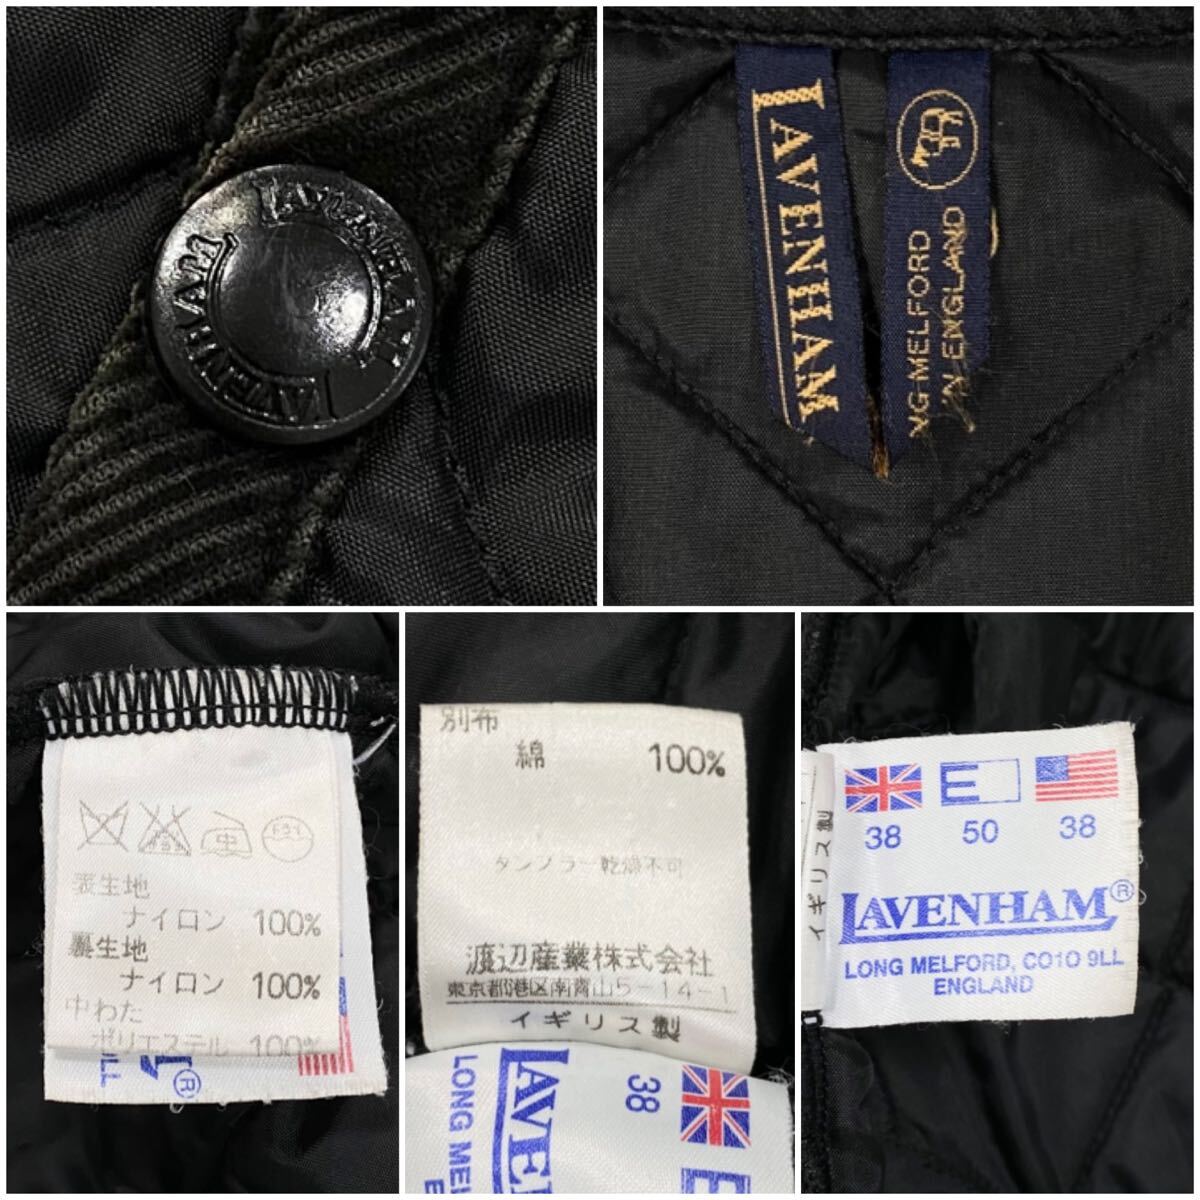 LAVENHAM
LAVENHAM
LAVENHAM
NG MELFORD
IN ENGLAND
表生地
ナイロン 100%
裏生地
ナイロン 100%
中わた
ポリエステル 100%
別布
綿 100%
タンブラー乾燥不可
渡辺産業株式会社
東京都港区南青山5-14-1
イギリス製
LAVEN
LONG MEL
38
イギリス製
38 50 38
LAVENHAM®
LONG MELFORD, CO10 9LL
ENGLAND